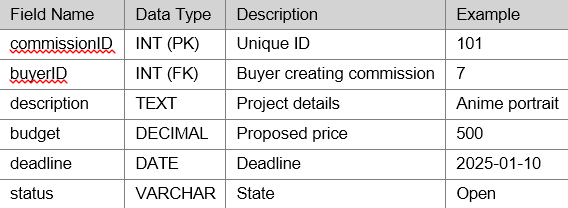 Field Name Data Type Description Example
commissionID INT (PK) Unique ID 101
buyerID INT (FK) Buyer creating commission 7
description TEXT Project details Anime portrait
budget DECIMAL Proposed price 500
deadline DATE Deadline 2025-01-10
status VARCHAR State Open